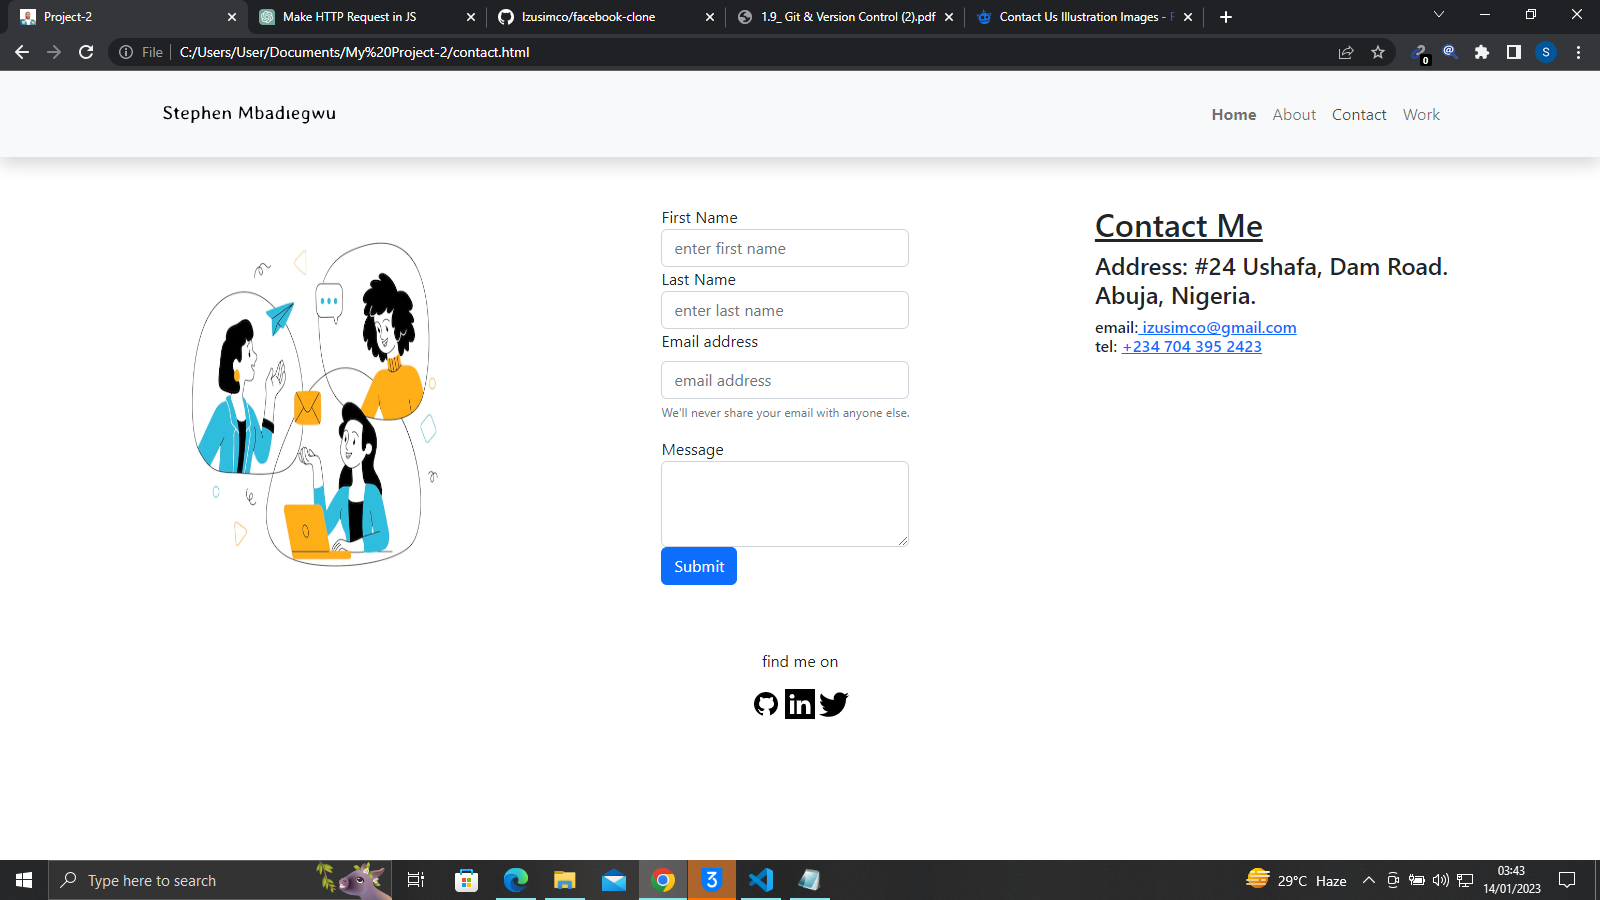 Project-2
Make HTTP Request in JS
Izusimco/facebook-clone
1.9_ Git & Version Control (2).pdf
Contact Us Illustration Images -
File
C:/Users/User/Documents/My%20Project-2/contact.html
0
S
Stephen Mbadiegwu
Home About Contact Work
First Name
enter first name
Last Name
enter last name
Email address
email address
We'll never share your email with anyone else.
Message
Submit
Contact Me
Address: #24 Ushafa, Dam Road.
Abuja, Nigeria.
email: izusimco@gmail.com
tel: +234 704 395 2423
find me on
in
Type here to search
3
29°C Haze
03:43
14/01/2023